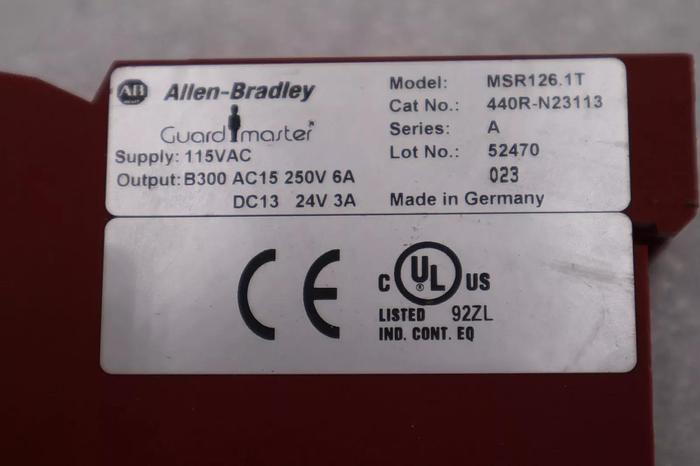 AB Allen-Bradley
Guardmaster
Supply: 115VAC
Output: B300 AC15 250V 6A
DC13 24V 3A
Model: MSR126.1T
Cat No.: 440R-N23113
Series: A
Lot No.: 52470
023
Made in Germany
CE
C UL US
®
LISTED 92ZL
IND. CONT. EQ